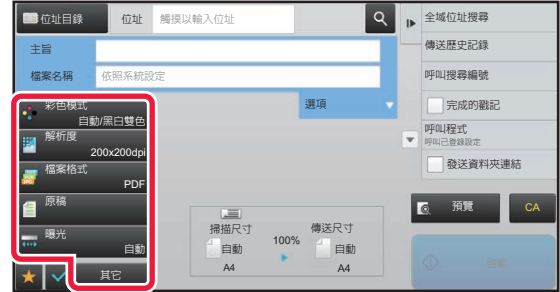 位址目錄
位址
觸摸以輸入位址
全域位址搜尋
主旨
傳送歷史記錄
檔案名稱
依照系統設定
呼叫搜尋編號
彩色模式
自動/黑白雙色
選項
完成的戳記
解析度
200x200dpi
呼叫程式
呼叫已登錄設定
檔案格式
PDF
發送資料夾連結
原稿
預覽
CA
掃描尺寸
自動
A4
100%
傳送尺寸
自動
A4
曝光
自動
啟動
其它